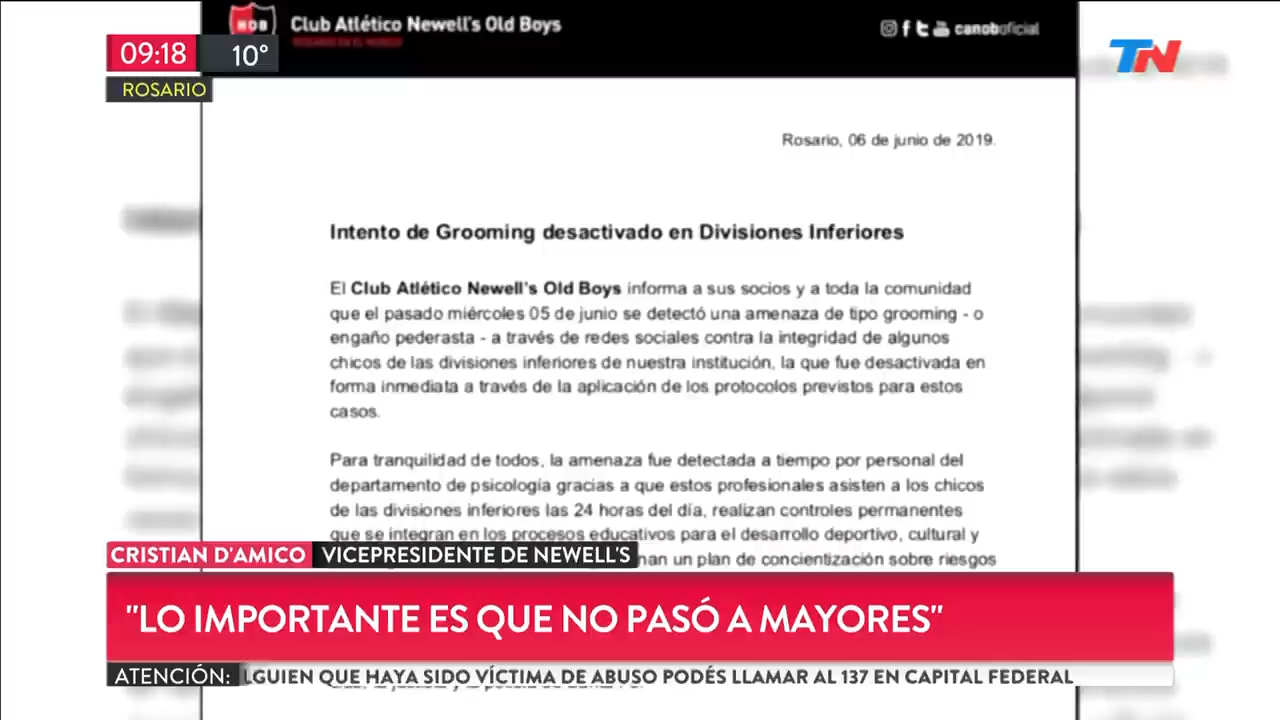 NOB
Club Atlético Newell's Old Boys
canoboficial
09:18 10°
TN
ROSARIO
Rosario, 06 de junio de 2019.
Intento de Grooming desactivado en Divisiones Inferiores
El Club Atlético Newell's Old Boys informa a sus socios y a toda la comunidad
que el pasado miércoles 05 de junio se detectó una amenaza de tipo grooming - o
engaño pederasta - a través de redes sociales contra la integridad de algunos
chicos de las divisiones inferiores de nuestra institución, la que fue desactivada en
forma inmediata a través de la aplicación de los protocolos previstos para estos
casos.
Para tranquilidad de todos, la amenaza fue detectada a tiempo por personal del
departamento de psicología gracias a que estos profesionales asisten a los chicos
de las divisiones inferiores las 24 horas del día, realizan controles permanentes
que se integran en los procesos educativos para el desarrollo deportivo, cultural y
CRISTIAN D'AMICO VICEPRESIDENTE DE NEWELL'S
un plan de concientización sobre riesgos
"LO IMPORTANTE ES QUE NO PASÓ A MAYORES"
ATENCIÓN: LGUIEN QUE HAYA SIDO VÍCTIMA DE ABUSO PODÉS LLAMAR AL 137 EN CAPITAL FEDERAL